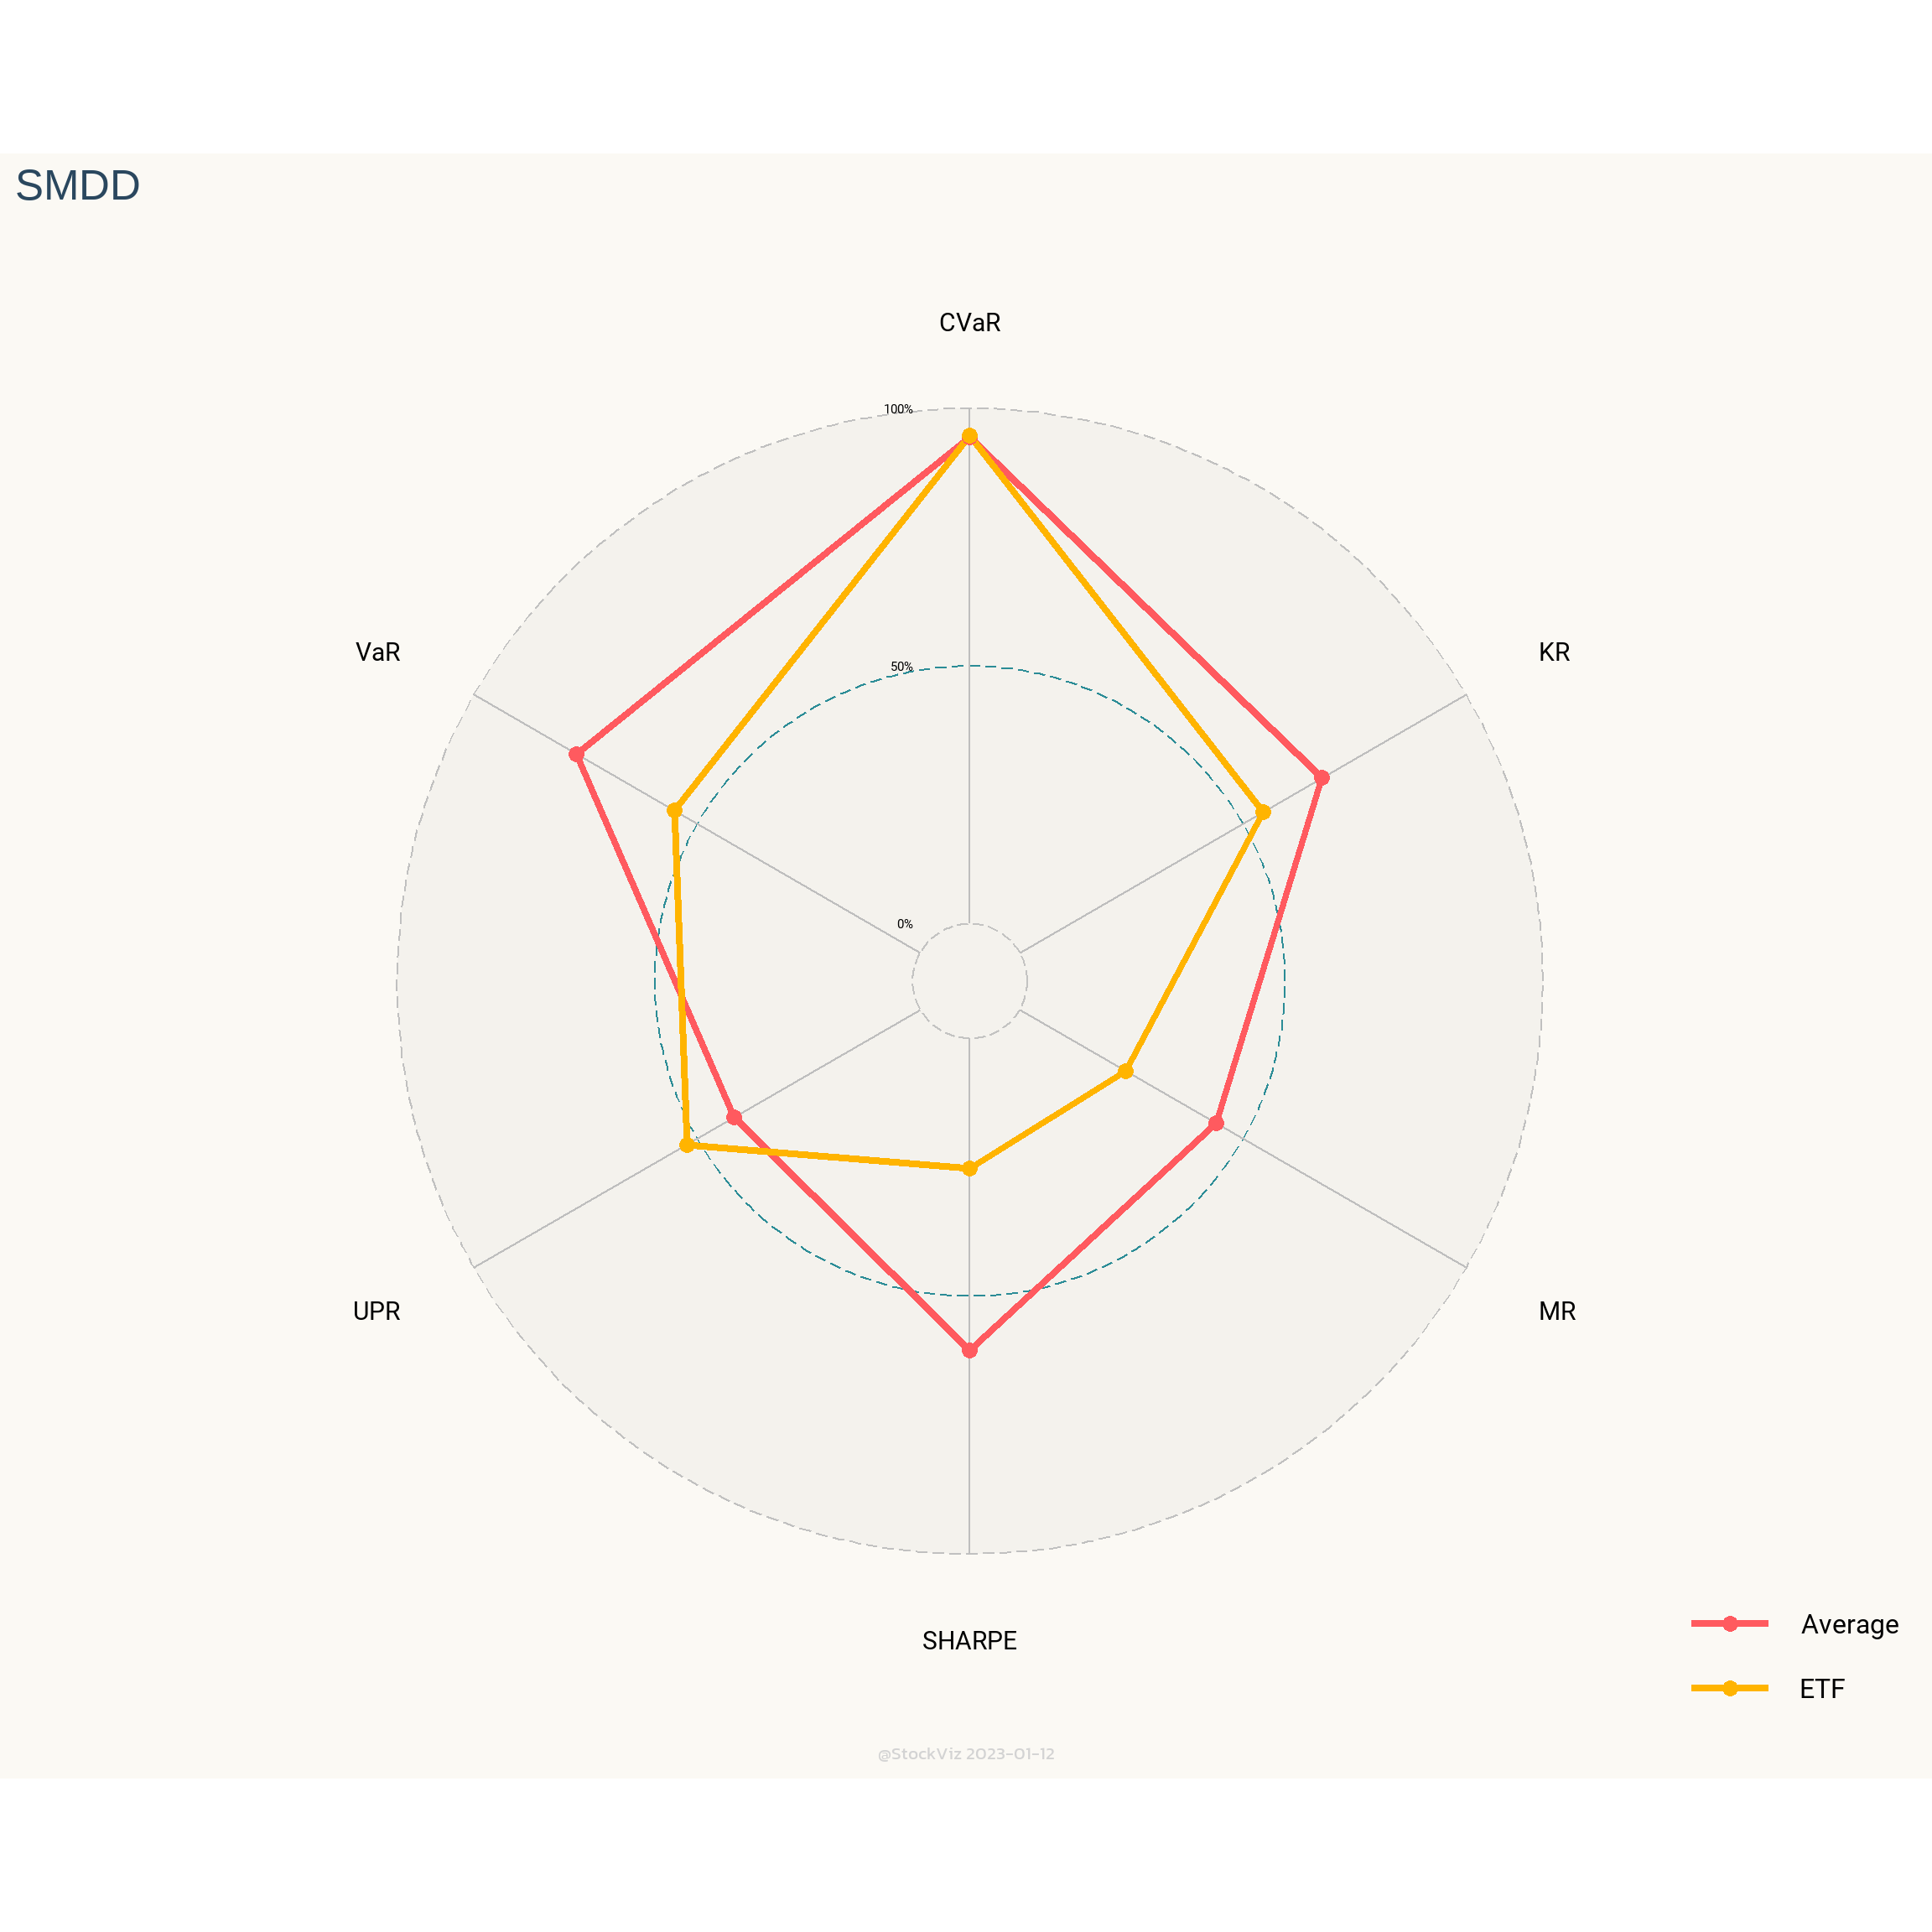 SMDD
CVaR
100%
VaR
KR
50%
0%
UPR
MR
SHARPE
Average
ETF
@StockViz 2023-01-12